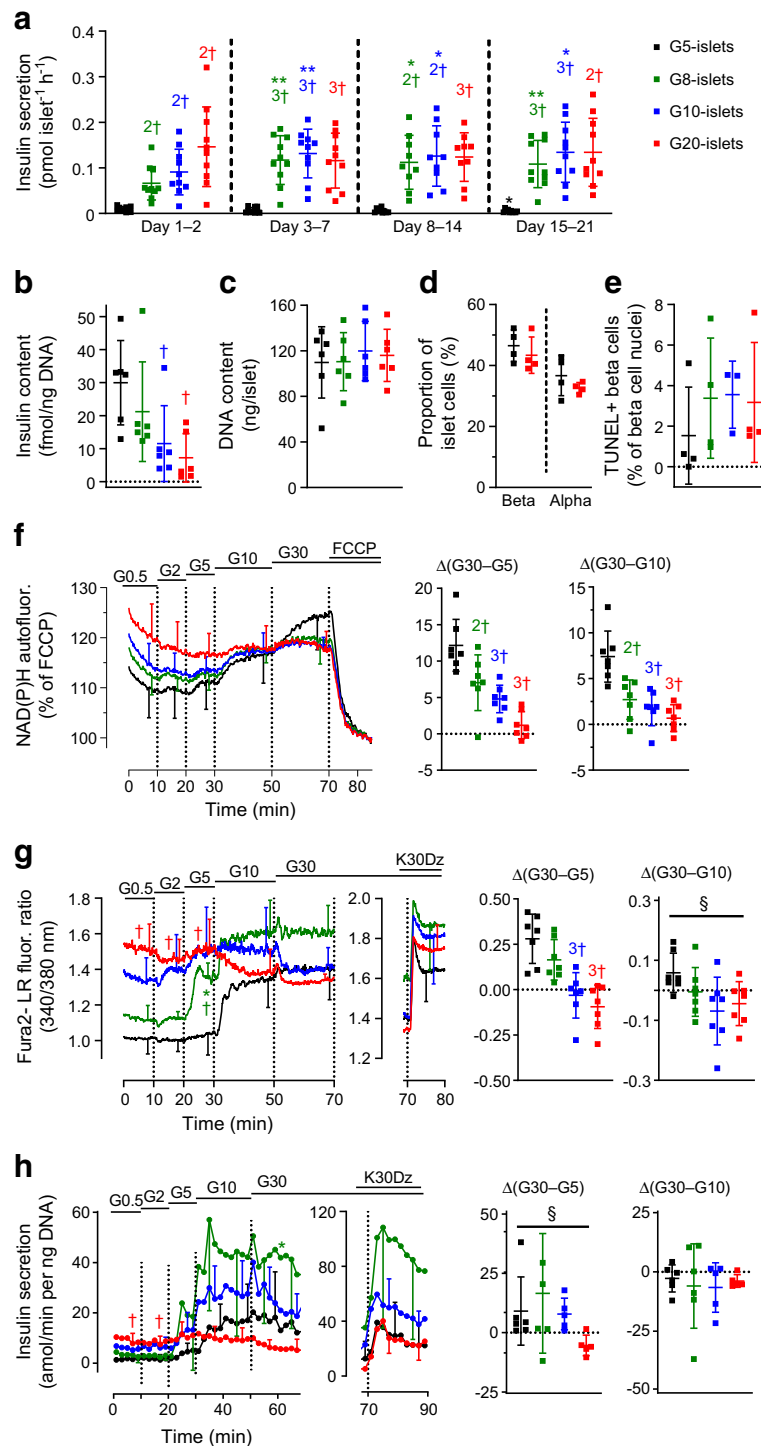 a
Insulin secretion
(pmol islet⁻¹ h⁻¹)
0.4
0.3
0.2
0.1
0
2† 2† 2†
** 3† ** 3† 3†
* 2† * 2† 3†
* ** 3† * 3† 2†
Day 1–2 Day 3–7 Day 8–14 Day 15–21
G5-islets
G8-islets
G10-islets
G20-islets
b
Insulin content
(fmol/ng DNA)
50
40
30
20
10
0
† †
c
DNA content
(ng/islet)
160
120
80
40
0
d
Proportion of
islet cells (%)
60
40
20
0
Beta Alpha
e
TUNEL+ beta cells
(% of beta cell nuclei)
8
6
4
2
0
f
G0.5 G2 G5 G10 G30 FCCP
NAD(P)H autofluor.
(% of FCCP)
130
120
110
100
0 10 20 30 50 70 80
Time (min)
Δ(G30–G5)
20
15
10
5
0
-5
2† 3† 3†
Δ(G30–G10)
15
10
5
0
-5
2† 3† 3†
g
G0.5 G2 G5 G10 G30 K30Dz
Fura2- LR fluor. ratio
(340/380 nm)
1.8
1.6
1.4
1.2
1.0
† † † * †
0 10 20 30 50 70
Time (min)
2.0
1.8
1.6
1.4
1.2
70 80
Δ(G30–G5)
0.50
0.25
0.00
-0.25
-0.50
3† 3†
Δ(G30–G10)
0.3
0.1
-0.1
-0.3
§
h
G0.5 G2 G5 G10 G30 K30Dz
Insulin secretion
(amol/min per ng DNA)
60
40
20
0
† † *
0 10 20 30 40 50 60
Time (min)
120
80
40
0
70 90
Δ(G30–G5)
50
25
0
-25
§
Δ(G30–G10)
25
0
-25
-50